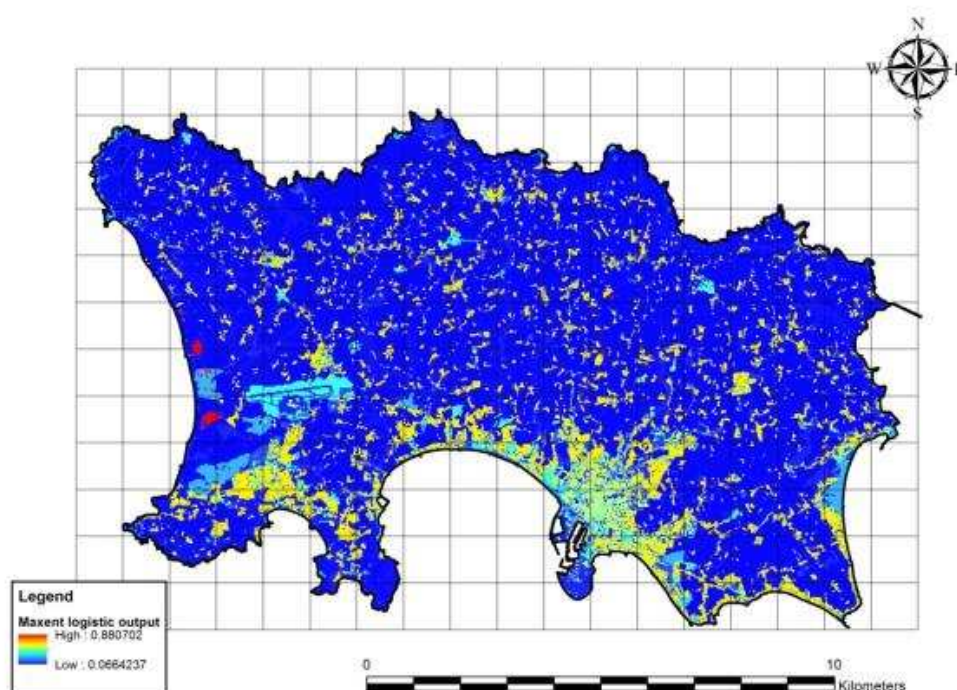 N
W
S
Legend
Maxent logistic output
High : 0.880702
Low : 0.0664237
0
10
Kilometers